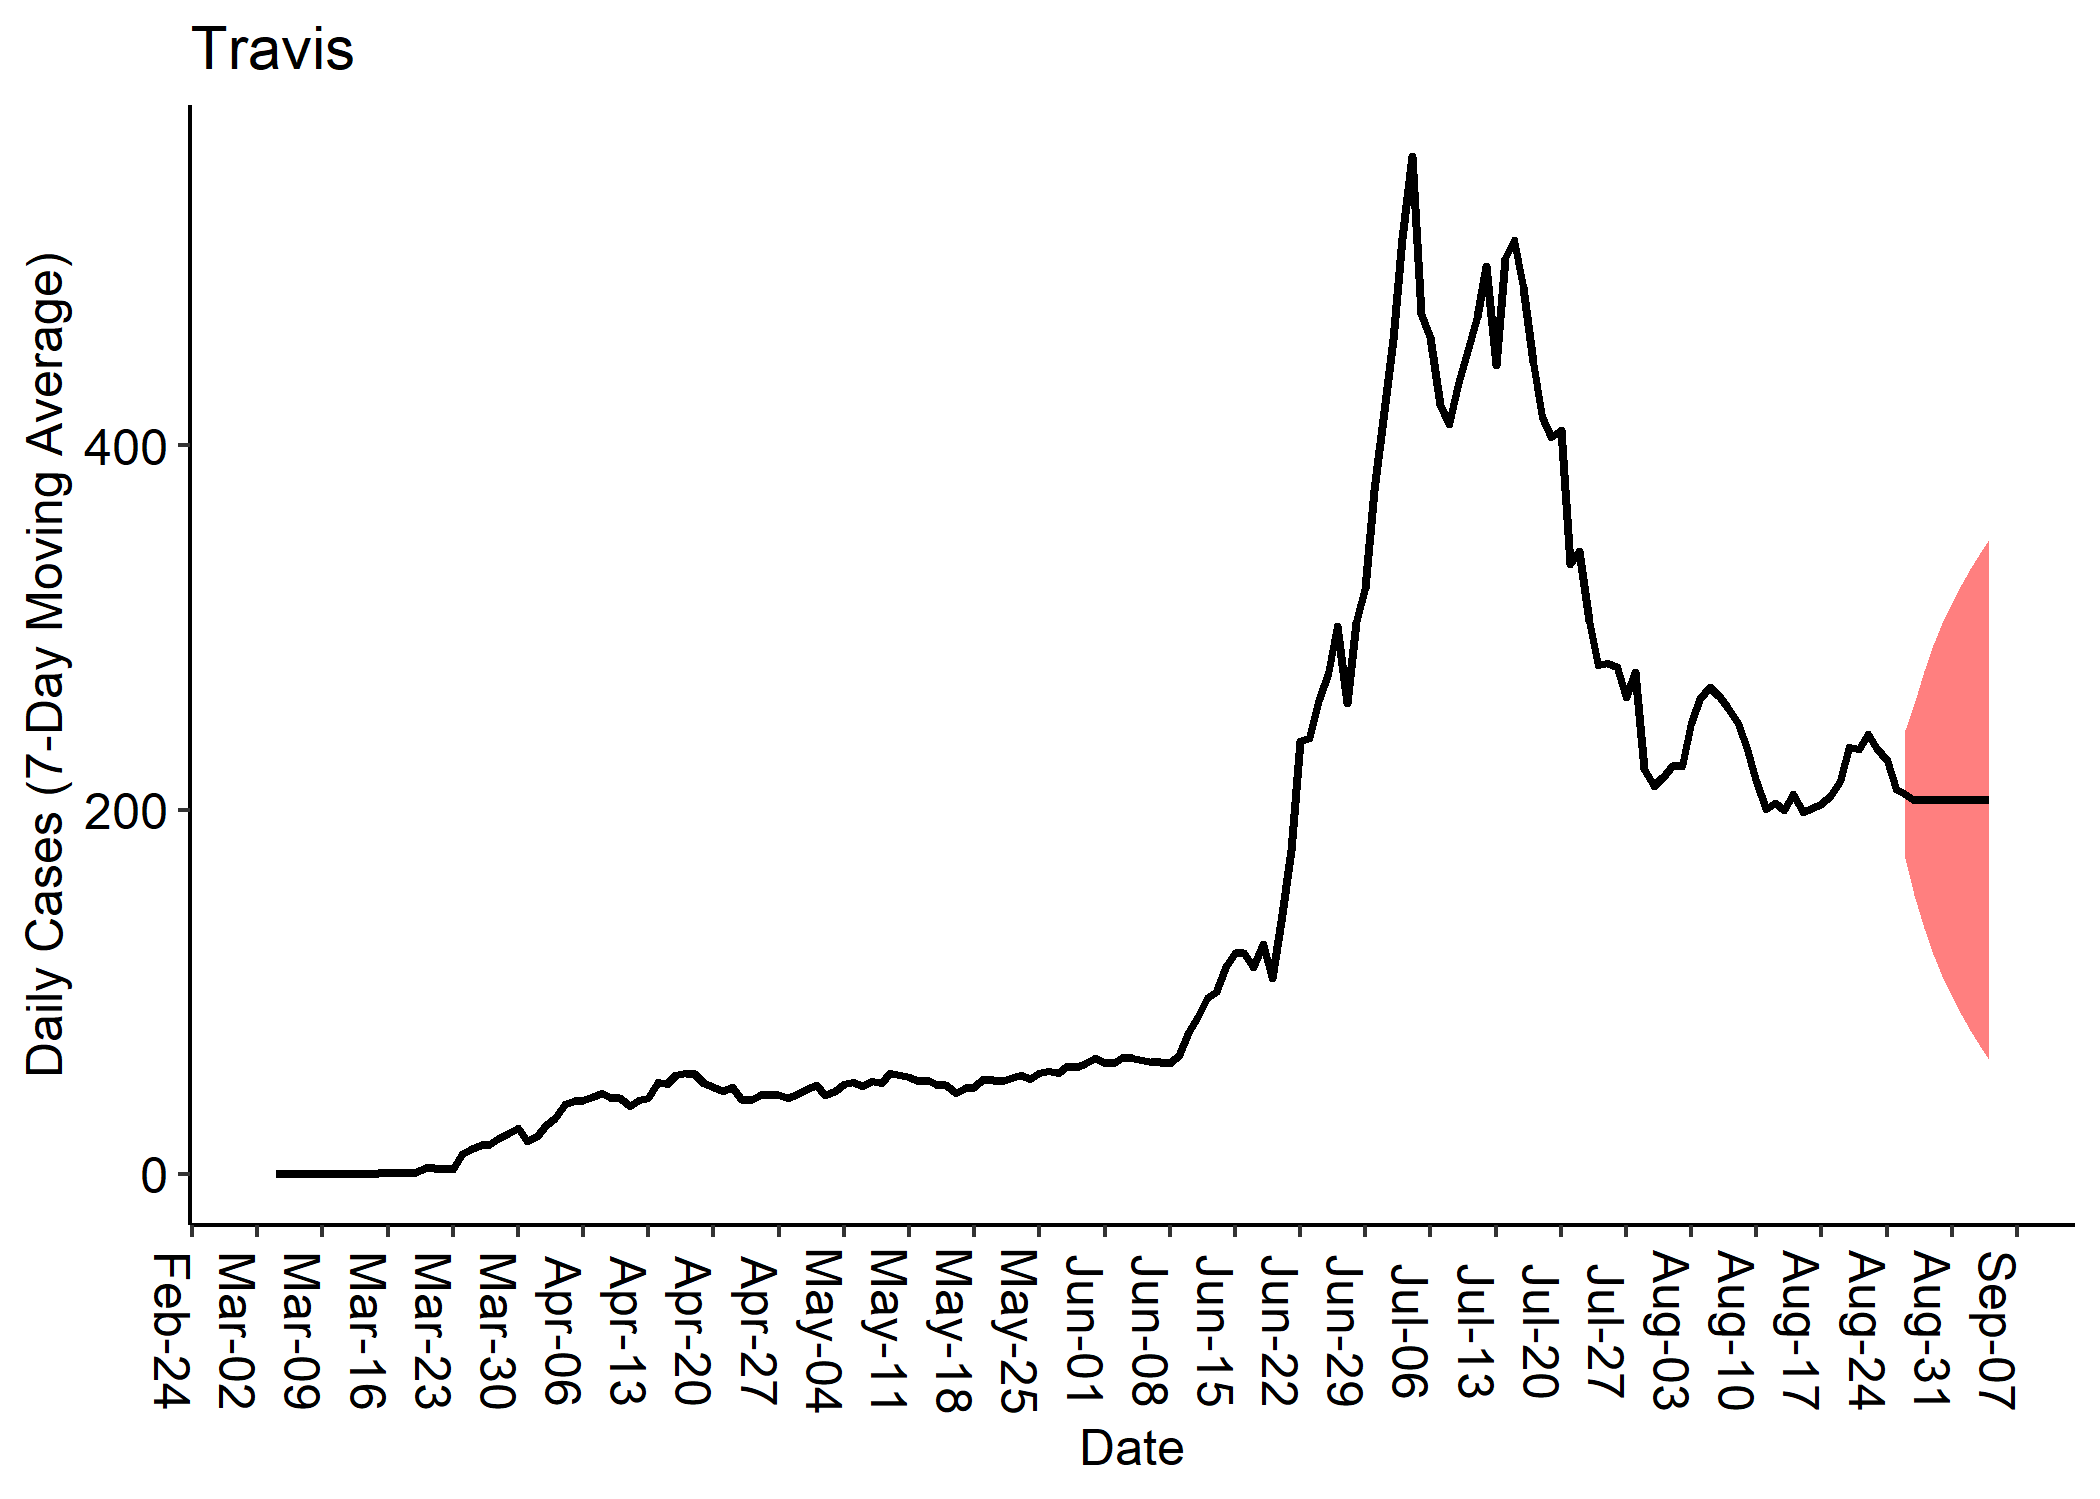 Travis
Daily Cases (7-Day Moving Average)
400
200
0
Feb-24
Mar-02
Mar-09
Mar-16
Mar-23
Mar-30
Apr-06
Apr-13
Apr-20
Apr-27
May-04
May-11
May-18
May-25
Jun-01
Jun-08
Jun-15
Jun-22
Jun-29
Jul-06
Jul-13
Jul-20
Jul-27
Aug-03
Aug-10
Aug-17
Aug-24
Aug-31
Sep-07
Date